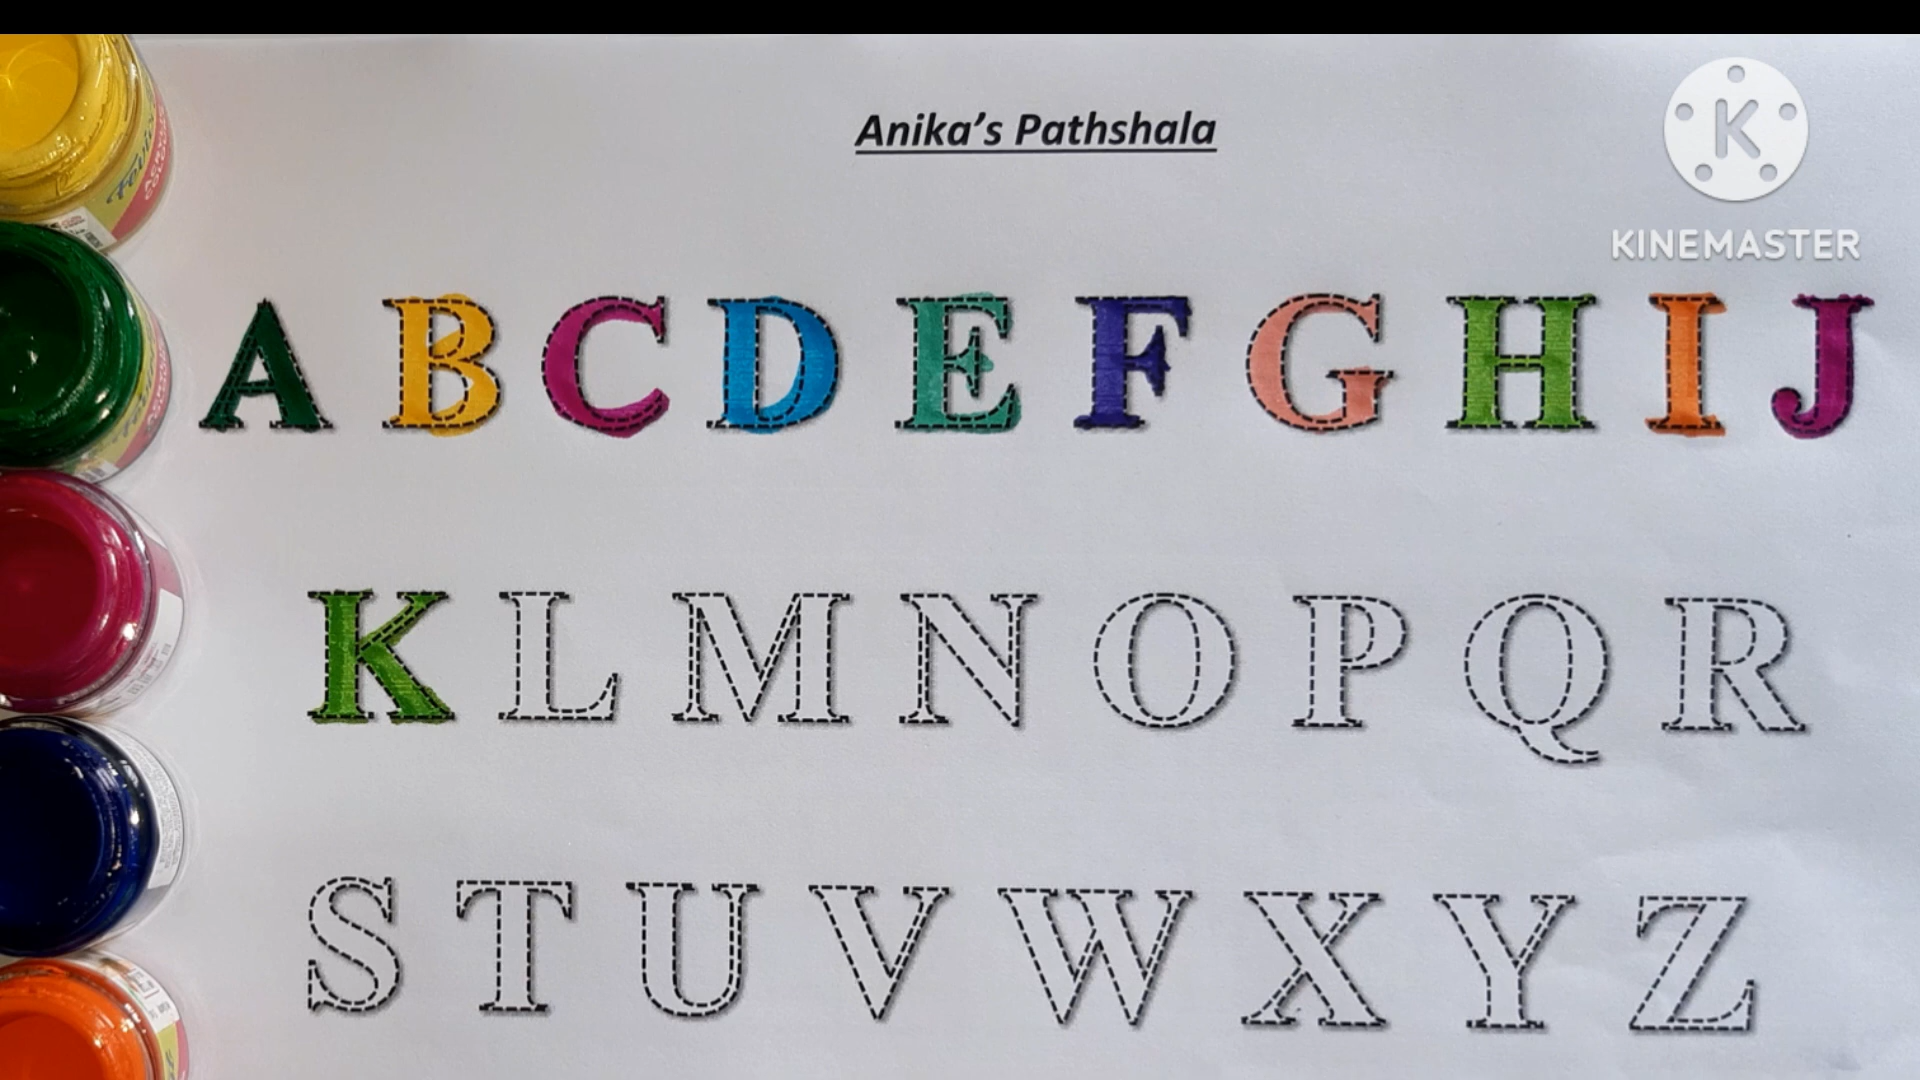 Anika's Pathshala
K
KINEMASTER
A B C D E F G H I J
K L M N O P Q R
S T U V W X Y Z